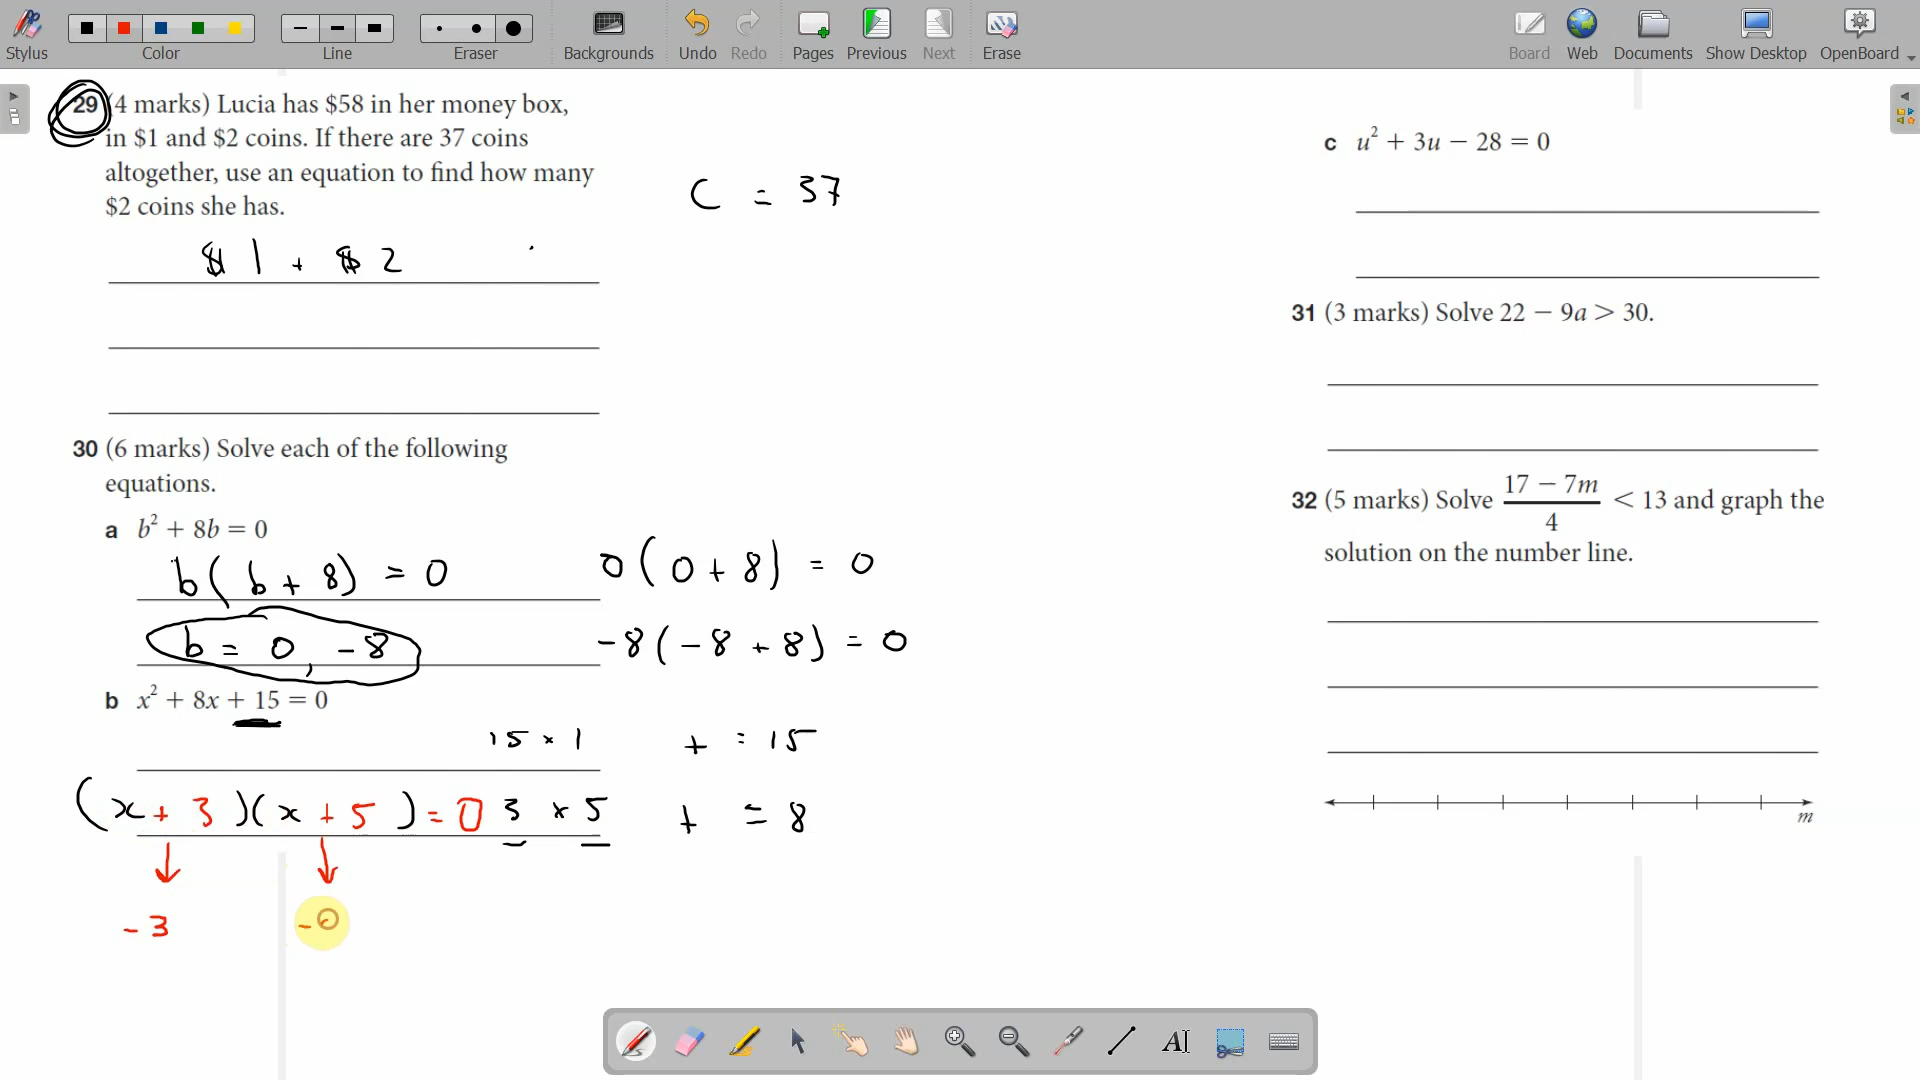 Stylus
Color
Line
Eraser
Backgrounds
Undo
Redo
Pages
Previous
Next
Erase
Board
Web
Documents
Show Desktop
OpenBoard
29 (4 marks) Lucia has $58 in her money box,
in $1 and $2 coins. If there are 37 coins
altogether, use an equation to find how many
$2 coins she has.
C = 37
$ 1 + $ 2
30 (6 marks) Solve each of the following
equations.
a b² + 8b = 0
b(b + 8) = 0
0(0 + 8) = 0
b = 0, -8
-8(-8 + 8) = 0
b x² + 8x + 15 = 0
15 × 1
+ = 15
(x + 3)(x + 5) = 0
3 × 5
+ = 8
- 3
-
c u² + 3u − 28 = 0
31 (3 marks) Solve 22 − 9a > 30.
32 (5 marks) Solve (17 − 7m)/4 < 13 and graph the
solution on the number line.
m